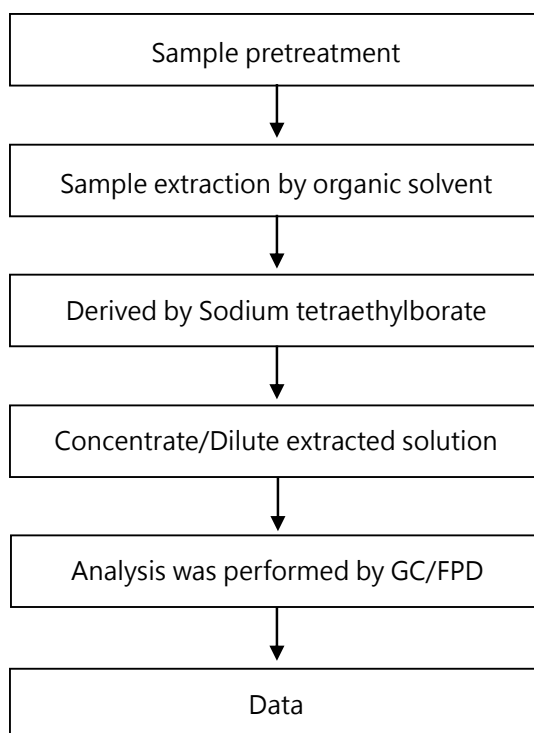 Sample pretreatment
Sample extraction by organic solvent
Derived by Sodium tetraethylborate
Concentrate/Dilute extracted solution
Analysis was performed by GC/FPD
Data